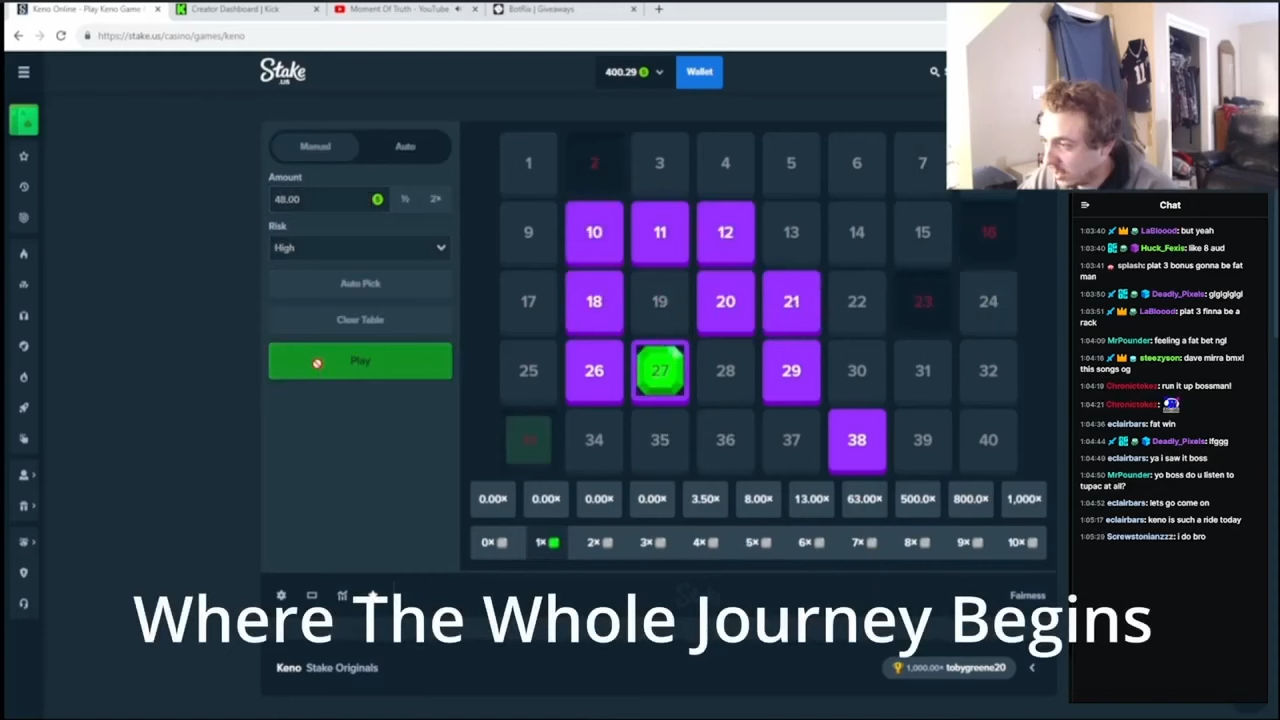 Keno Online - Play Keno Game
Creator Dashboard | Kick
Moment Of Truth - YouTube
BotRix | Giveaways
https://stake.us/casino/games/keno
Stake
.US
400.29
Wallet
Manual
Auto
Amount
48.00
½
2×
Risk
High
Auto Pick
Clear Table
Play
1 2 3 4 5 6 7
9 10 11 12 13 14 15 16
17 18 19 20 21 22 23 24
25 26 27 28 29 30 31 32
34 35 36 37 38 39 40
0.00× 0.00× 0.00× 0.00× 3.50× 8.00× 13.00× 63.00× 500.0× 800.0× 1,000×
0× 1× 2× 3× 4× 5× 6× 7× 8× 9× 10×
Fairness
Where The Whole Journey Begins
Keno Stake Originals
1,000.00× tobygreene20
11
Chat
1:03:40 LaBloood: but yeah
1:03:40 Huck_Fexis: like 8 aud
1:03:41 splash: plat 3 bonus gonna be fat
man
1:03:50 Deadly_Pixels: glglglglgl
1:03:51 LaBloood: plat 3 finna be a
rack
1:04:09 MrPounder: feeling a fat bet ngl
1:04:16 steezyson: dave mirra bmx!
this songs og
1:04:19 Chronictokez: run it up bossman!
1:04:21 Chronictokez:
1:04:36 eclairbars: fat win
1:04:44 Deadly_Pixels: lfggg
1:04:49 eclairbars: ya i saw it boss
1:04:50 MrPounder: yo boss do u listen to
tupac at all?
1:04:52 eclairbars: lets go come on
1:05:17 eclairbars: keno is such a ride today
1:05:29 Screwstonianzzz: i do bro